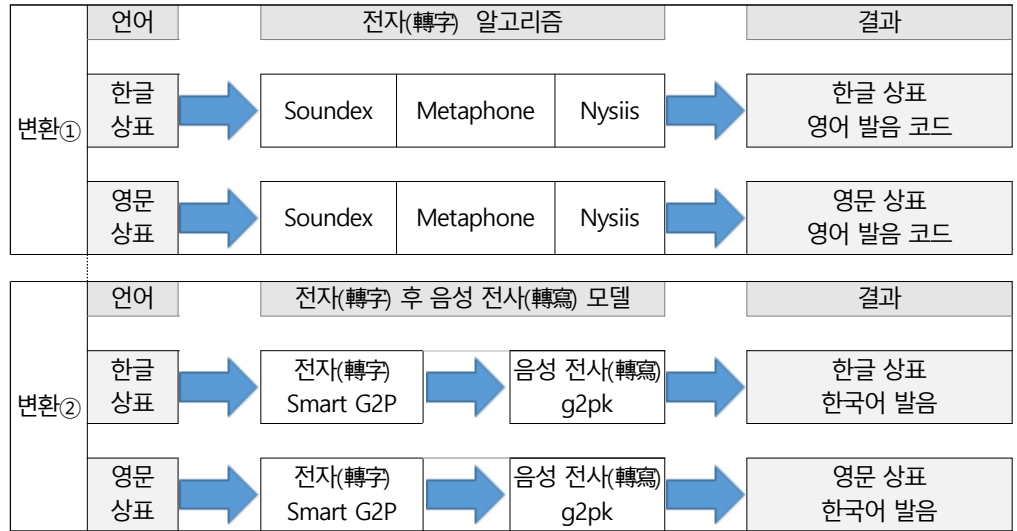 언어 전자(轉字) 알고리즘 결과
변환①
한글
상표
Soundex Metaphone Nysiis
한글 상표
영어 발음 코드
영문
상표
Soundex Metaphone Nysiis
영문 상표
영어 발음 코드
언어 전자(轉字) 후 음성 전사(轉寫) 모델 결과
변환②
한글
상표
전자(轉字)
Smart G2P
음성 전사(轉寫)
g2pk
한글 상표
한국어 발음
영문
상표
전자(轉字)
Smart G2P
음성 전사(轉寫)
g2pk
영문 상표
한국어 발음